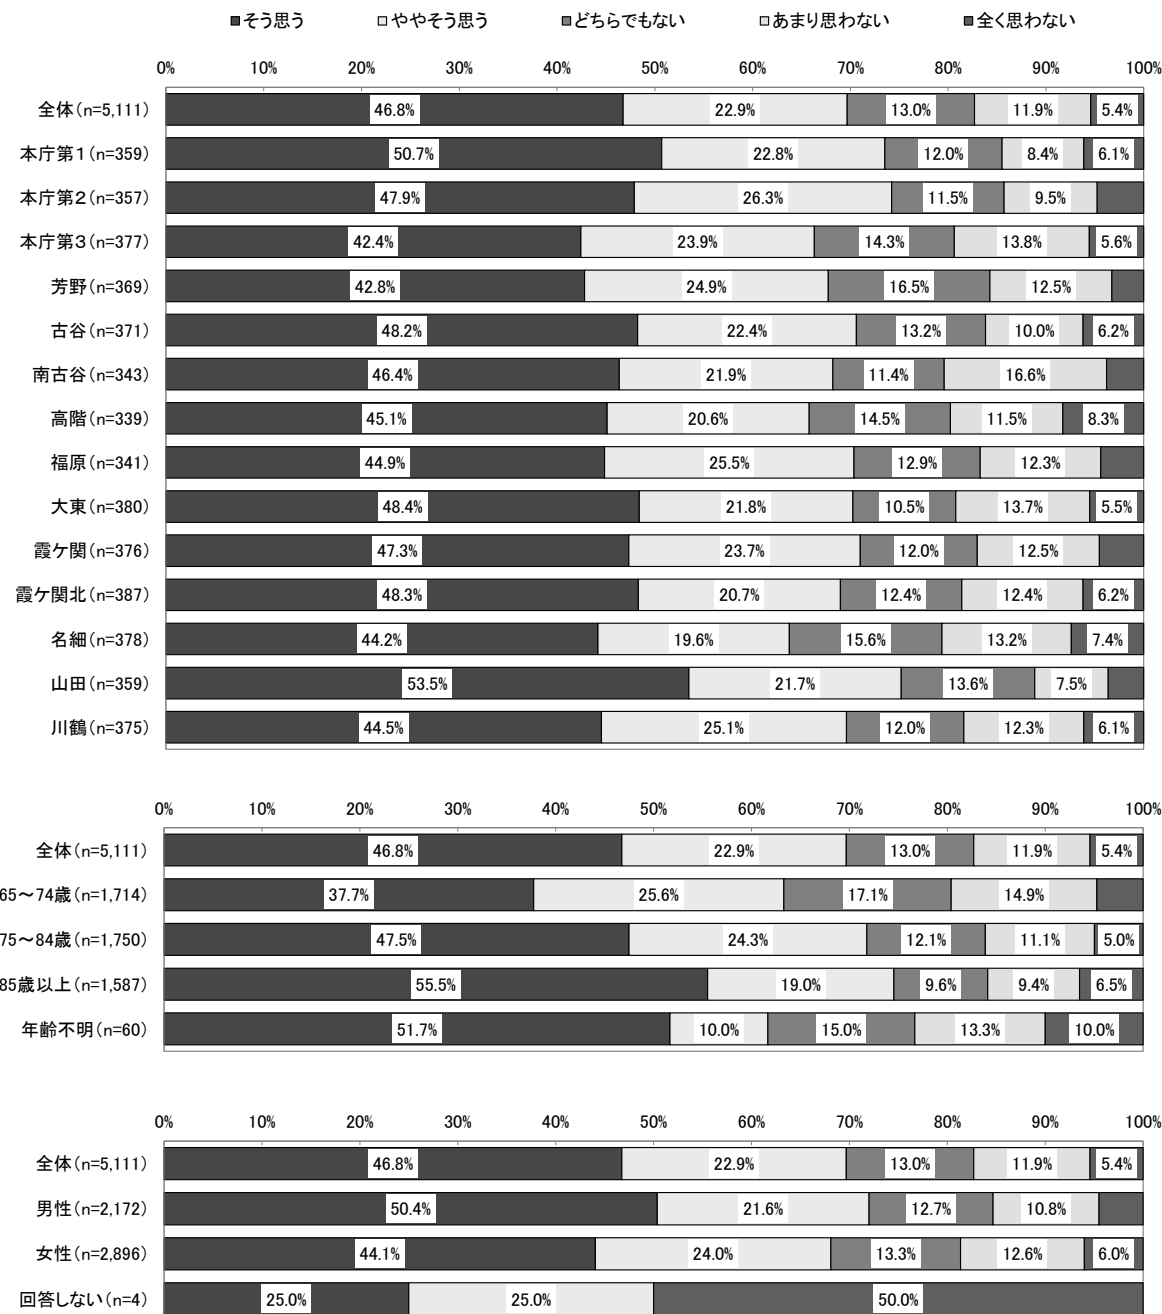 ■そう思う □ややそう思う ■どちらでもない □あまり思わない ■全く思わない
0% 10% 20% 30% 40% 50% 60% 70% 80% 90% 100%
全体(n=5,111) 46.8% 22.9% 13.0% 11.9% 5.4%
本庁第1(n=359) 50.7% 22.8% 12.0% 8.4% 6.1%
本庁第2(n=357) 47.9% 26.3% 11.5% 9.5%
本庁第3(n=377) 42.4% 23.9% 14.3% 13.8% 5.6%
芳野(n=369) 42.8% 24.9% 16.5% 12.5%
古谷(n=371) 48.2% 22.4% 13.2% 10.0% 6.2%
南古谷(n=343) 46.4% 21.9% 11.4% 16.6%
高階(n=339) 45.1% 20.6% 14.5% 11.5% 8.3%
福原(n=341) 44.9% 25.5% 12.9% 12.3%
大東(n=380) 48.4% 21.8% 10.5% 13.7% 5.5%
霞ケ関(n=376) 47.3% 23.7% 12.0% 12.5%
霞ケ関北(n=387) 48.3% 20.7% 12.4% 12.4% 6.2%
名細(n=378) 44.2% 19.6% 15.6% 13.2% 7.4%
山田(n=359) 53.5% 21.7% 13.6% 7.5%
川鶴(n=375) 44.5% 25.1% 12.0% 12.3% 6.1%
0% 10% 20% 30% 40% 50% 60% 70% 80% 90% 100%
全体(n=5,111) 46.8% 22.9% 13.0% 11.9% 5.4%
65～74歳(n=1,714) 37.7% 25.6% 17.1% 14.9%
75～84歳(n=1,750) 47.5% 24.3% 12.1% 11.1% 5.0%
85歳以上(n=1,587) 55.5% 19.0% 9.6% 9.4% 6.5%
年齢不明(n=60) 51.7% 10.0% 15.0% 13.3% 10.0%
0% 10% 20% 30% 40% 50% 60% 70% 80% 90% 100%
全体(n=5,111) 46.8% 22.9% 13.0% 11.9% 5.4%
男性(n=2,172) 50.4% 21.6% 12.7% 10.8%
女性(n=2,896) 44.1% 24.0% 13.3% 12.6% 6.0%
回答しない(n=4) 25.0% 25.0% 50.0%